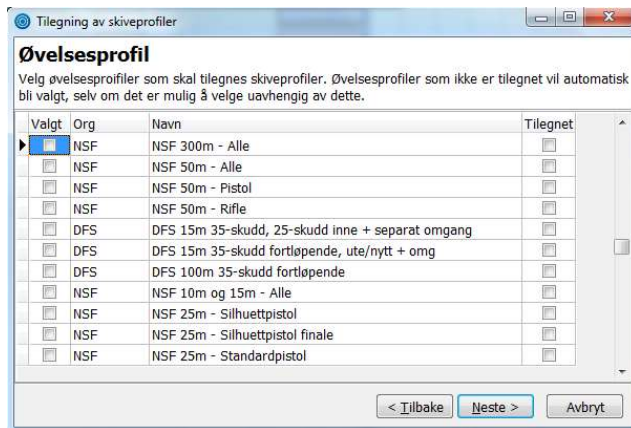 Tilegning av skiveprofiler
Øvelsesprofil
Velg øvelsesproifiler som skal tilegnes skiveprofiler. Øvelsesprofiler som ikke er tilegnet vil automatisk
bli valgt, selv om det er mulig å velge uavhengig av dette.
Valgt Org Navn Tilegnet
NSF NSF 300m - Alle
NSF NSF 50m - Alle
NSF NSF 50m - Pistol
NSF NSF 50m - Rifle
DFS DFS 15m 35-skudd, 25-skudd inne + separat omgang
DFS DFS 15m 35-skudd fortløpende, ute/nytt + omg
DFS DFS 100m 35-skudd fortløpende
NSF NSF 10m og 15m - Alle
NSF NSF 25m - Silhuettpistol
NSF NSF 25m - Silhuettpistol finale
NSF NSF 25m - Standardpistol
< Tilbake Neste > Avbryt